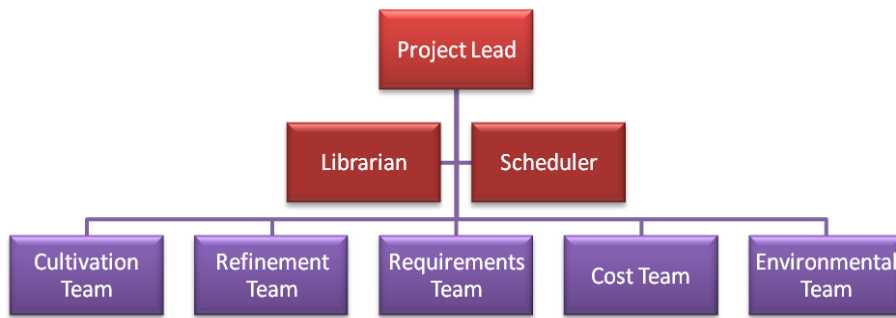 Project Lead
Librarian
Scheduler
Cultivation
Team
Refinement
Team
Requirements
Team
Cost Team
Environmental
Team